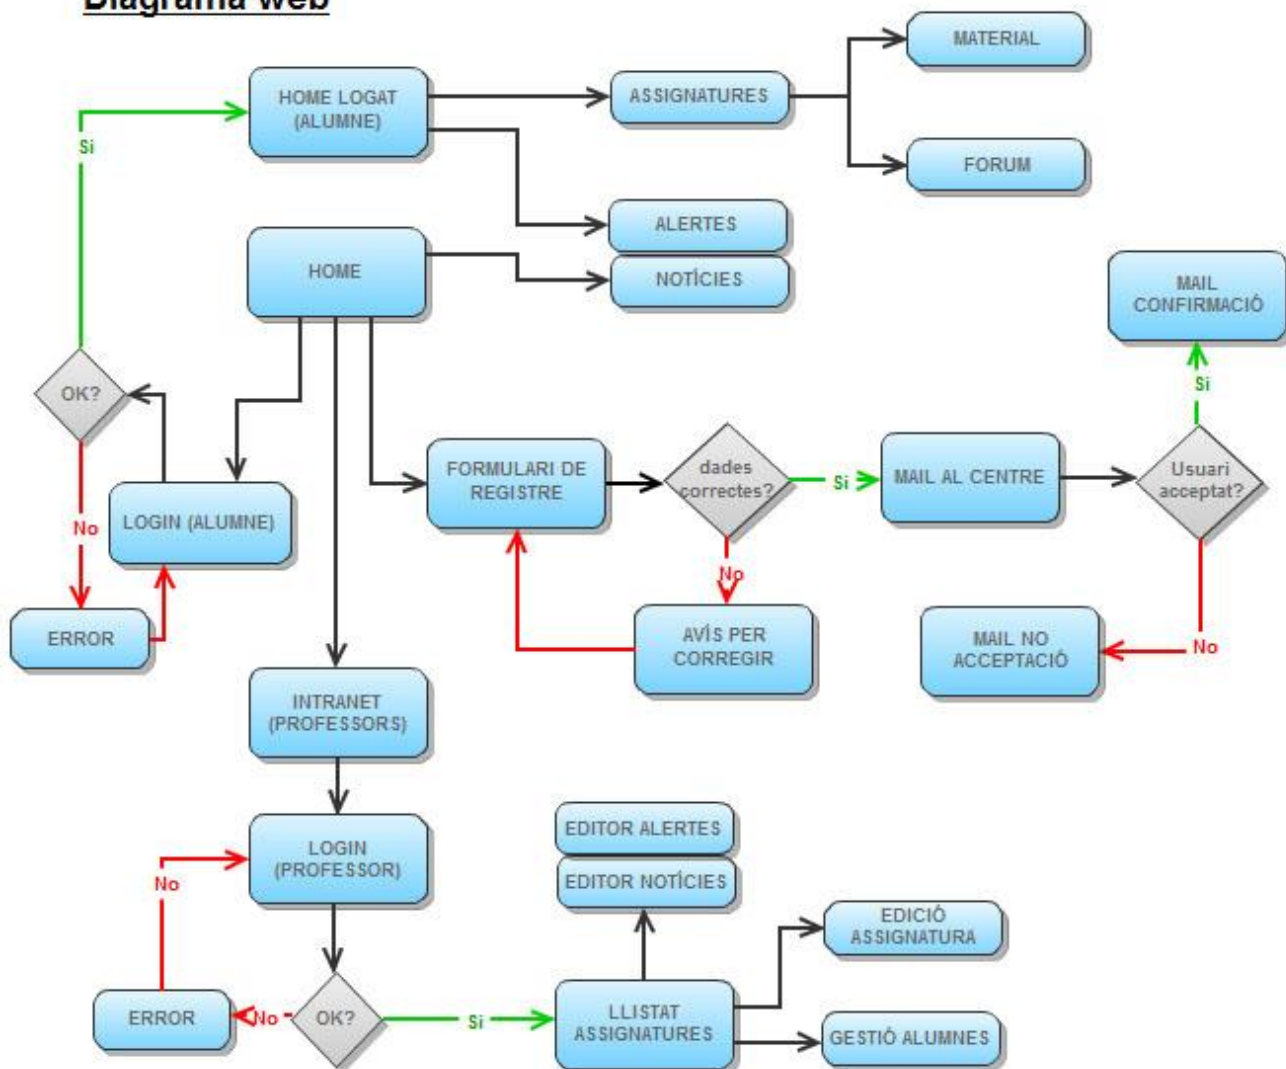 Diagrama web
MATERIAL
HOME LOGAT
(ALUMNE)
ASSIGNATURES
Si
FORUM
ALERTES
HOME
NOTÍCIES
MAIL
CONFIRMACIÓ
OK?
Si
FORMULARI DE
REGISTRE
dades
correctes?
Si
MAIL AL CENTRE
Usuari
acceptat?
No
LOGIN (ALUMNE)
No
ERROR
AVÍS PER
CORREGIR
MAIL NO
ACCEPTACIÓ
No
INTRANET
(PROFESSORS)
EDITOR ALERTES
LOGIN
(PROFESSOR)
No
EDITOR NOTÍCIES
EDICIÓ
ASSIGNATURA
ERROR
No
OK?
Si
LLISTAT
ASSIGNATURES
GESTIÓ ALUMNES